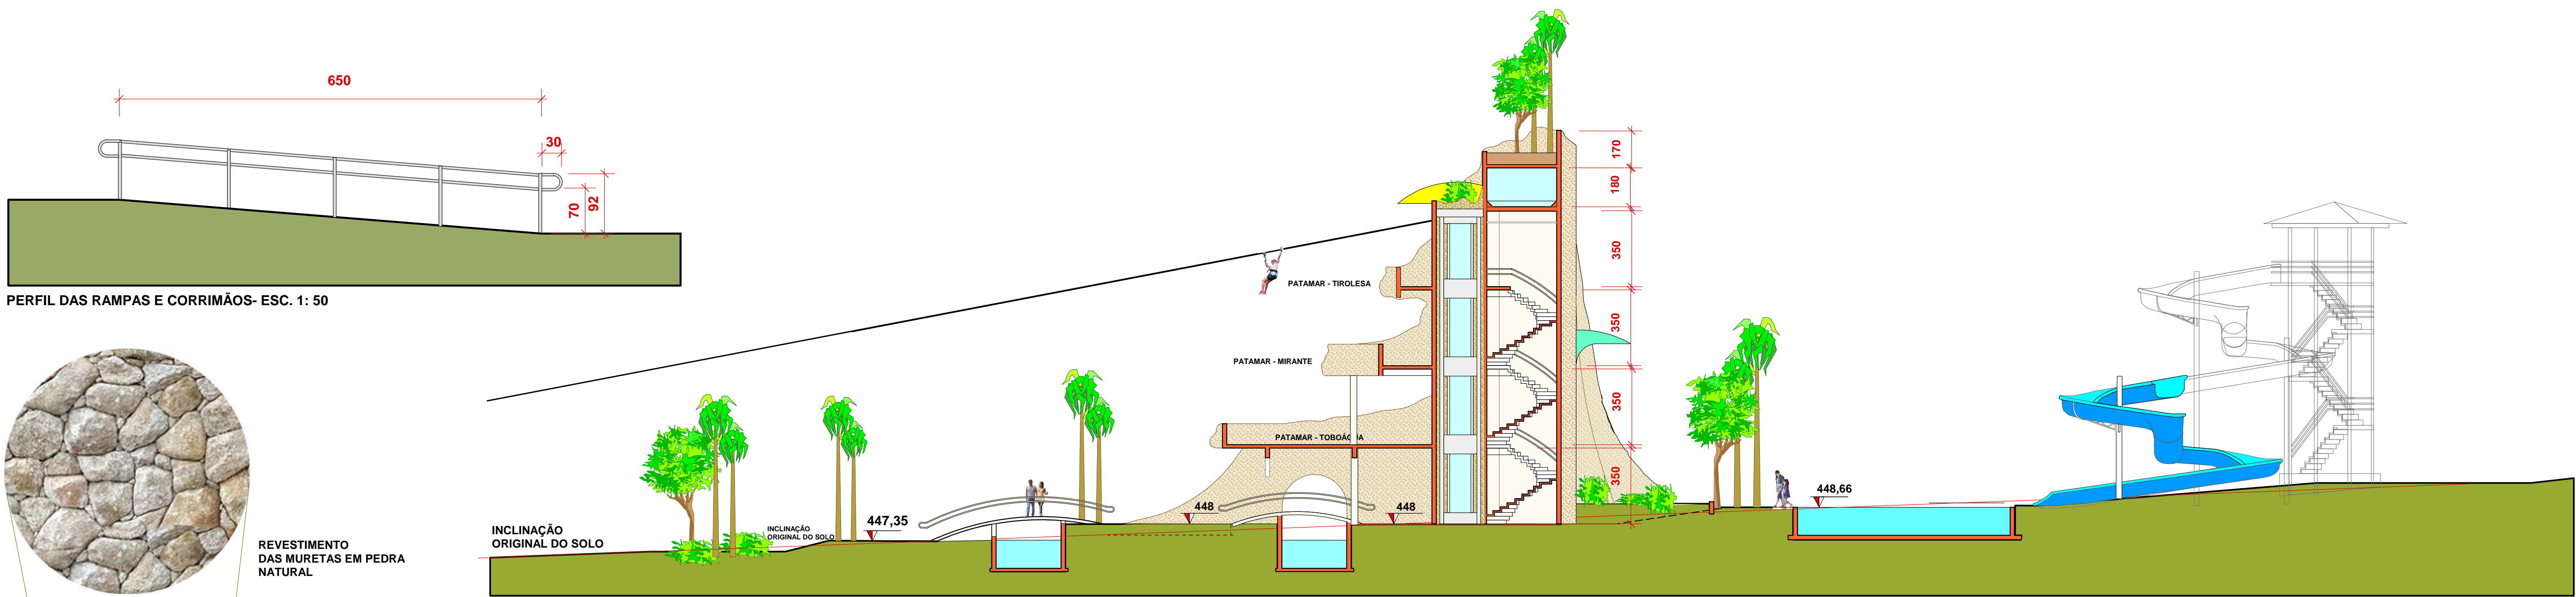 650
30
70
92
PERFIL DAS RAMPAS E CORRIMÃOS- ESC. 1: 50
REVESTIMENTO
DAS MURETAS EM PEDRA
NATURAL
INCLINAÇÃO
ORIGINAL DO SOLO
INCLINAÇÃO
ORIGINAL DO SOLO
447,35
448
448
PATAMAR - TIROLESA
PATAMAR - MIRANTE
PATAMAR - TOBOÁGUA
170
180
350
350
350
350
448,66